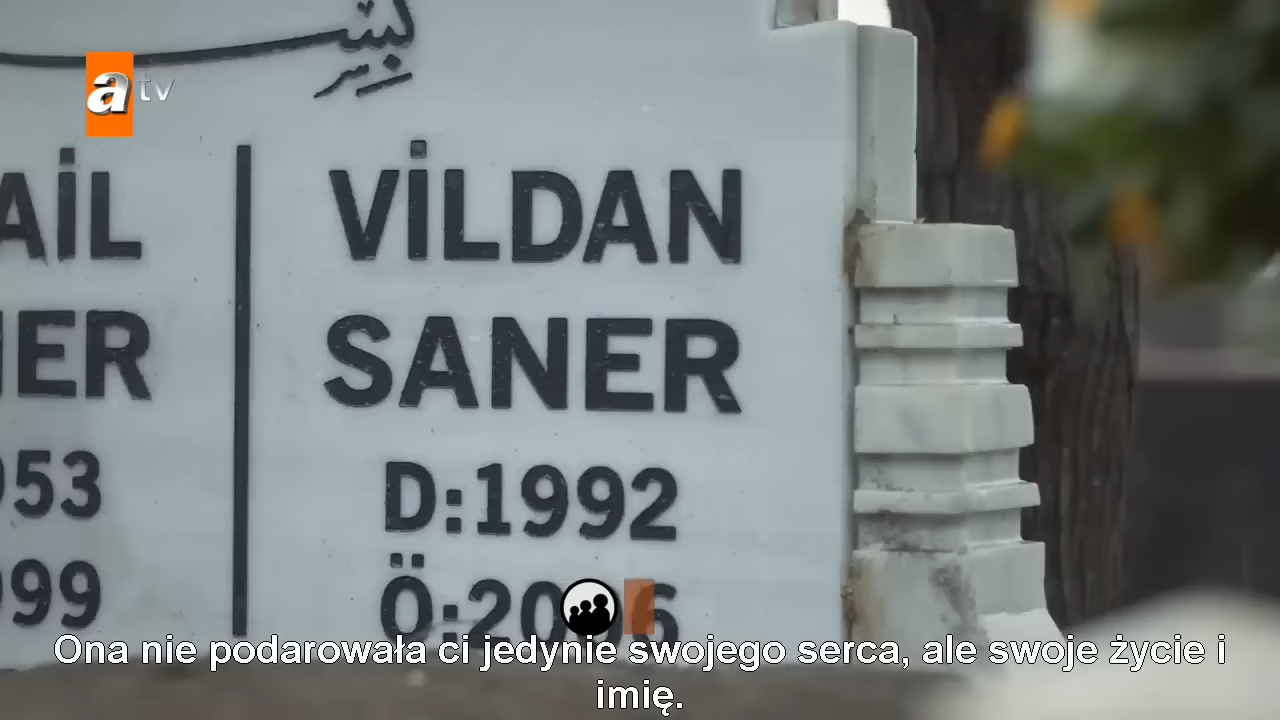 a tv
AİL
VİLDAN
NER
SANER
953
D:1992
999
Ona nie podarowała ci jedynie swojego serca, ale swoje życie i
imię.